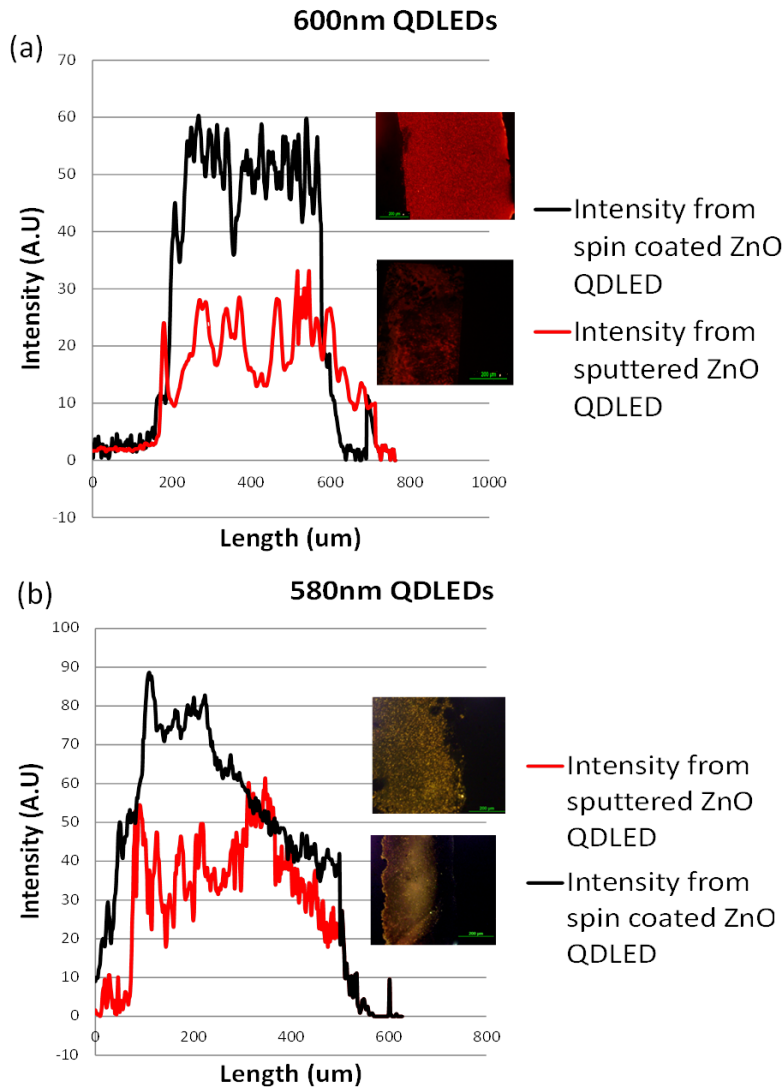 600nm QDLEDs
(a)
70
60
50
40
30
20
10
0
-10
0
200
400
600
800
1000
Intensity (A.U)
Length (um)
200 µm
Intensity from
spin coated ZnO
QDLED
Intensity from
sputtered ZnO
QDLED
(b)
580nm QDLEDs
100
90
80
70
60
50
40
30
20
10
0
-10
0
200
400
600
800
Intensity (A.U)
Length (um)
Intensity from
sputtered ZnO
QDLED
Intensity from
spin coated ZnO
QDLED